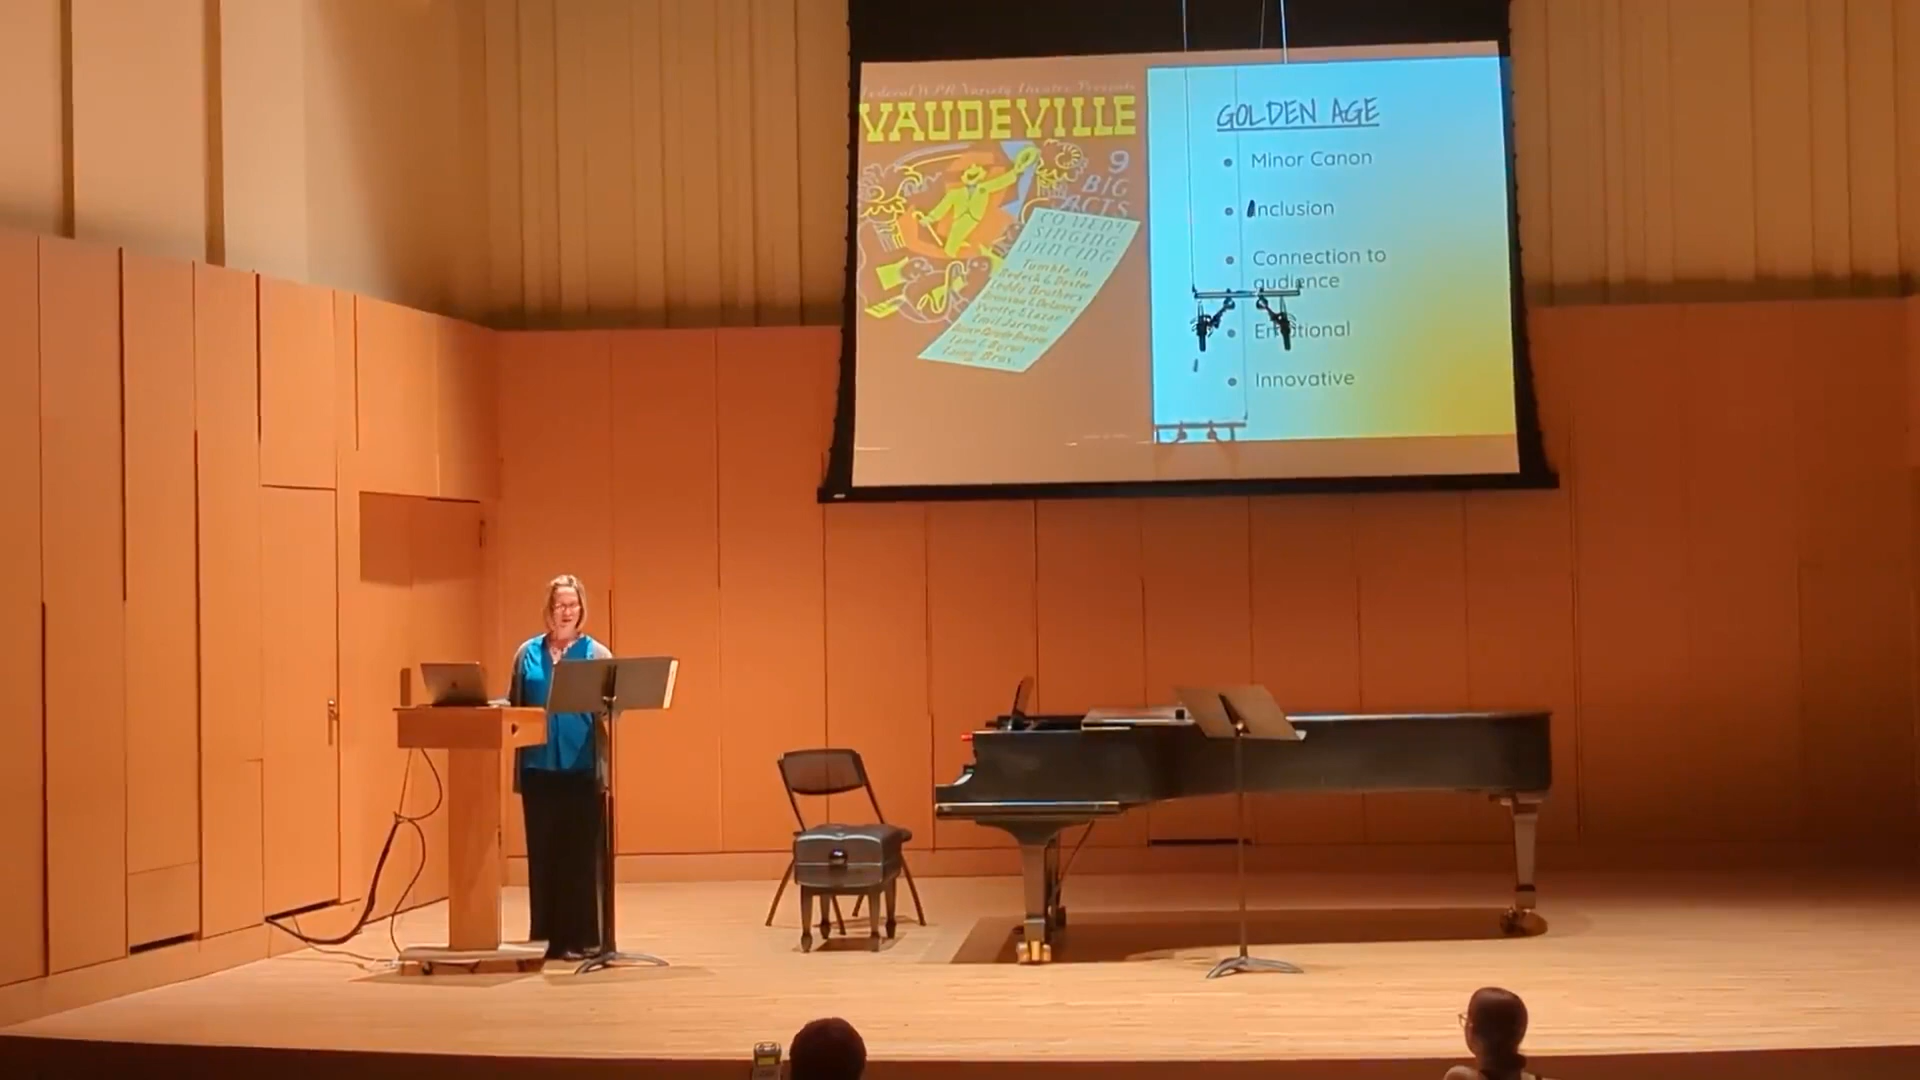 Federal WPA Variety Theatre Presents
VAUDEVILLE
9
BIG
ACTS
COMEDY
SINGING
DANCING
GOLDEN AGE
Minor Canon
Inclusion
Connection to
audience
Emotional
Innovative